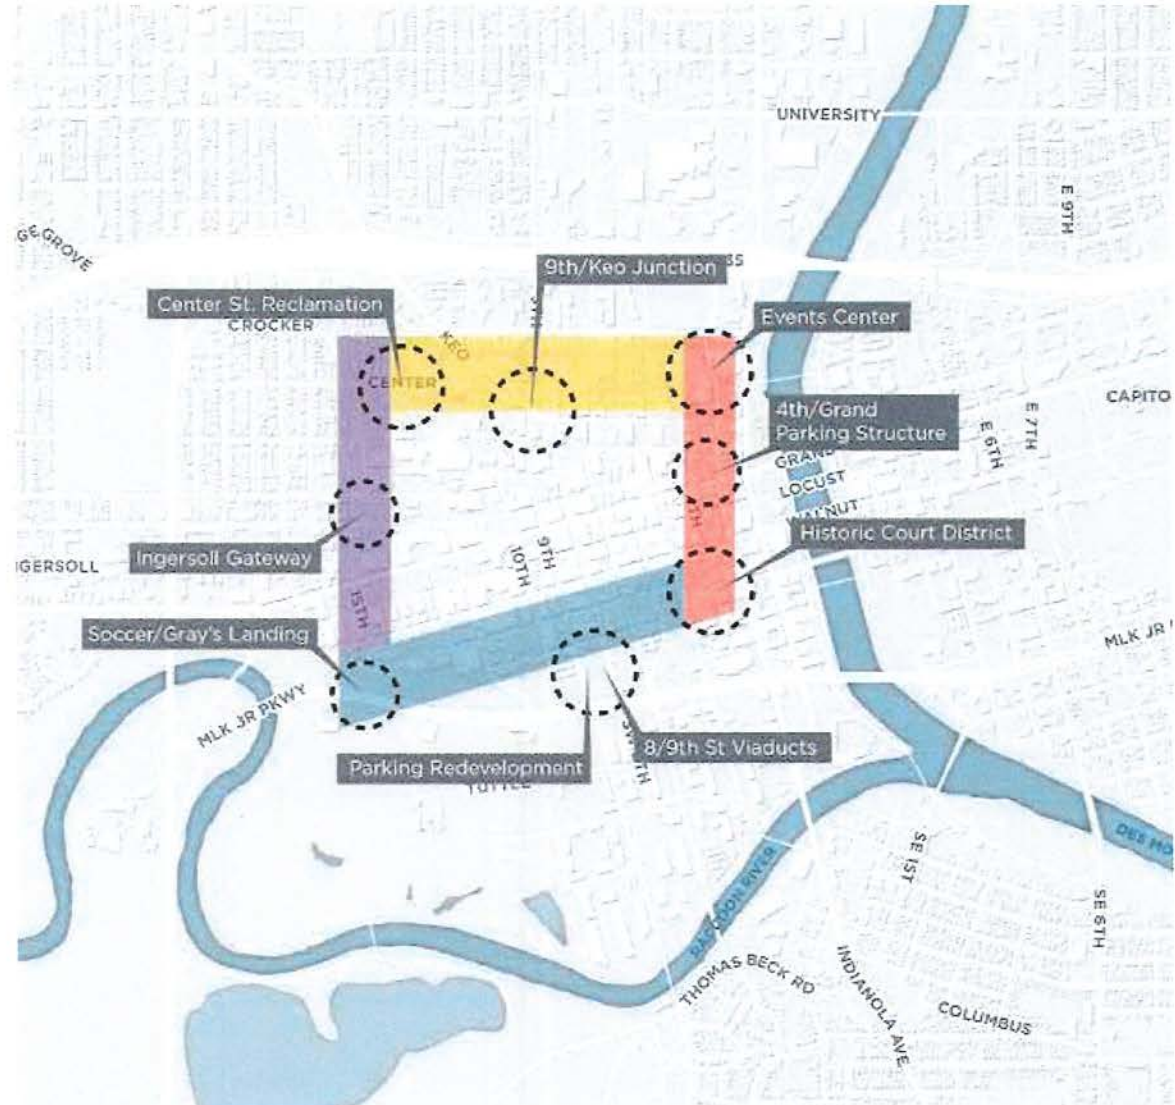 UNIVERSITY
E 9TH
GE GROVE
9th/Keo Junction
Center St. Reclamation
CROCKER
KEO
Events Center
CENTER
4th/Grand
Parking Structure
CAPITO
E 6TH
E 7TH
GRAND
LOCUST
WALNUT
Historic Court District
9TH
10TH
Ingersoll Gateway
GERSOLL
15TH
Soccer/Gray's Landing
MLK JR
MLK JR PKWY
8/9th St Viaducts
Parking Redevelopment
TUTTLE
DES MO
SE 1ST
RACCOON RIVER
SE 6TH
THOMAS BECK RD
INDIANOLA AVE
COLUMBUS